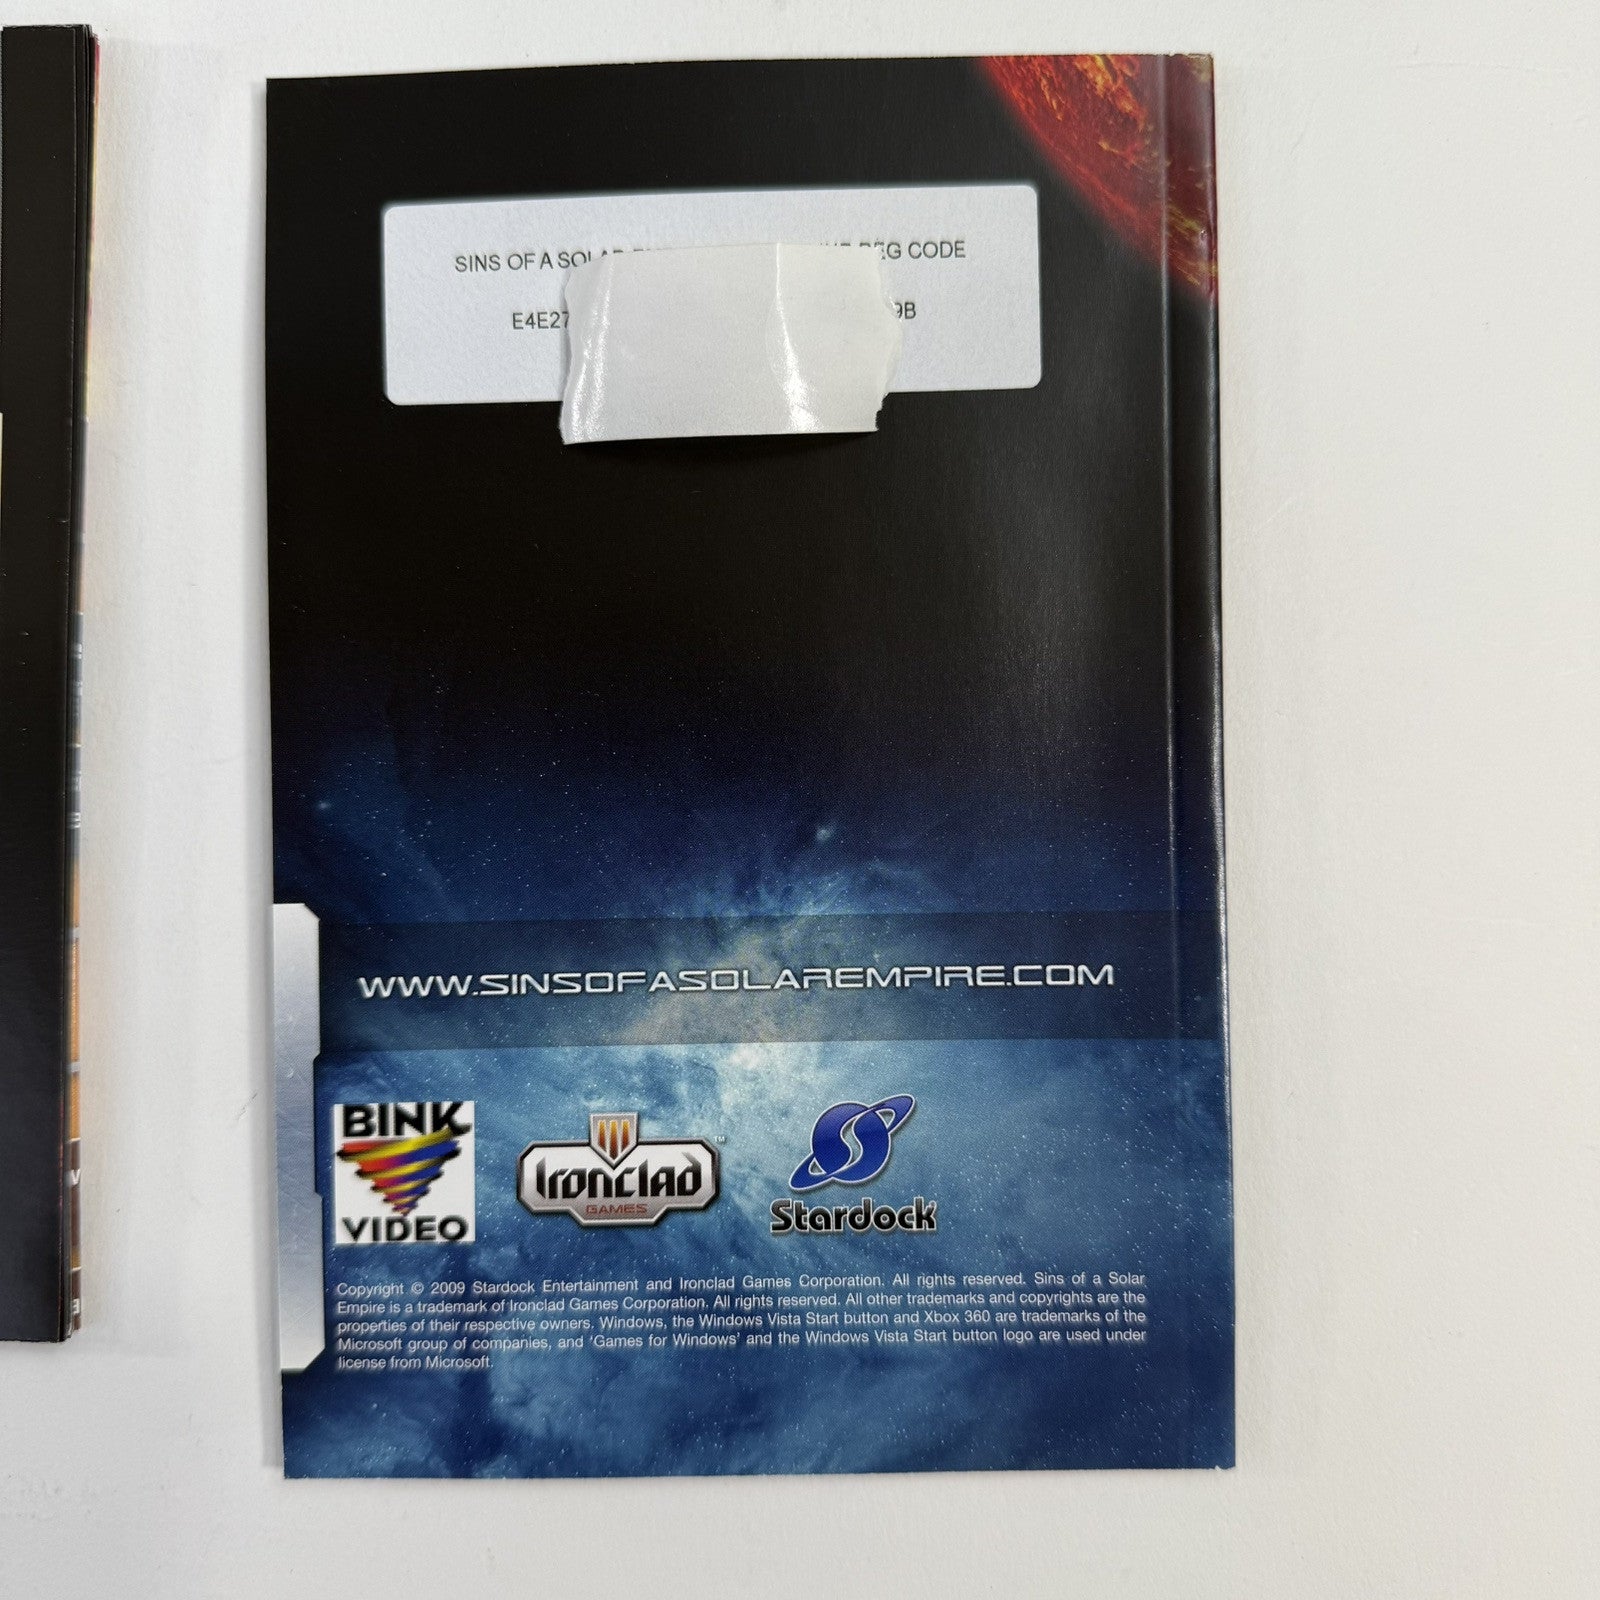 SINS OF A SOLAR REG CODE
E4E27 9B
WWW.SINSOFASOLAREMPIRE.COM
BINK
VIDEO
Ironclad
GAMES
™
Stardock
Copyright © 2009 Stardock Entertainment and Ironclad Games Corporation. All rights reserved. Sins of a Solar
Empire is a trademark of Ironclad Games Corporation. All rights reserved. All other trademarks and copyrights are the
properties of their respective owners. Windows, the Windows Vista Start button and Xbox 360 are trademarks of the
Microsoft group of companies, and ‘Games for Windows’ and the Windows Vista Start button logo are used under
license from Microsoft.